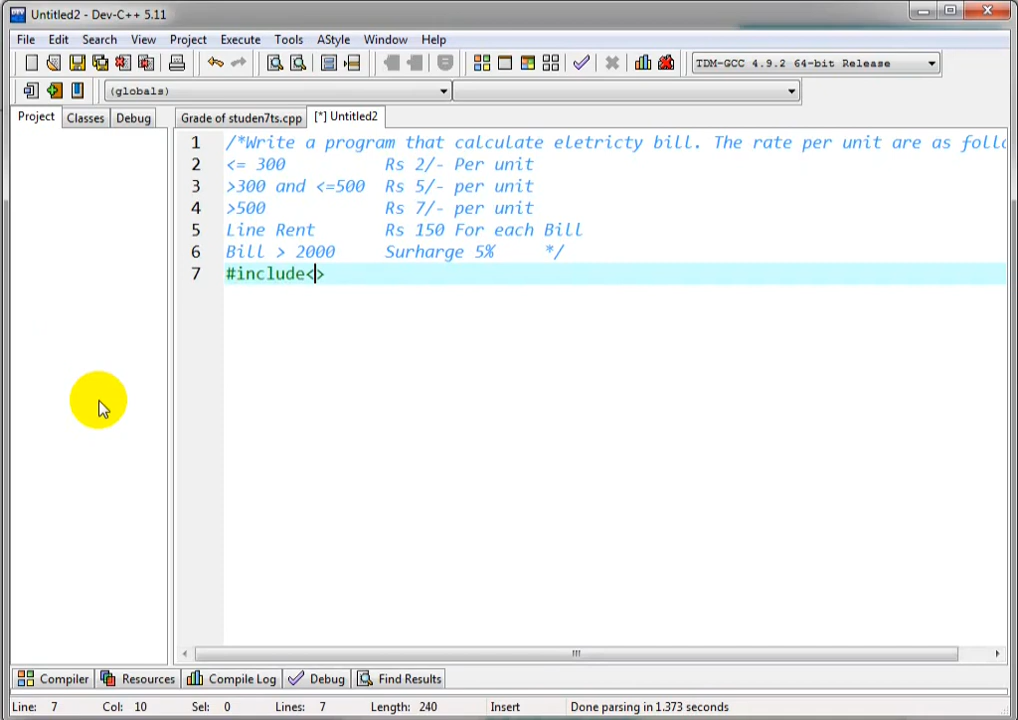 Untitled2 - Dev-C++ 5.11
File Edit Search View Project Execute Tools AStyle Window Help
TDM-GCC 4.9.2 64-bit Release
(globals)
Project Classes Debug Grade of studen7ts.cpp [*] Untitled2
1 /*Write a program that calculate eletricty bill. The rate per unit are as follo
2 <= 300 Rs 2/- Per unit
3 >300 and <=500 Rs 5/- per unit
4 >500 Rs 7/- per unit
5 Line Rent Rs 150 For each Bill
6 Bill > 2000 Surharge 5% */
7 #include<>
Compiler Resources Compile Log Debug Find Results
Line: 7 Col: 10 Sel: 0 Lines: 7 Length: 240 Insert Done parsing in 1.373 seconds